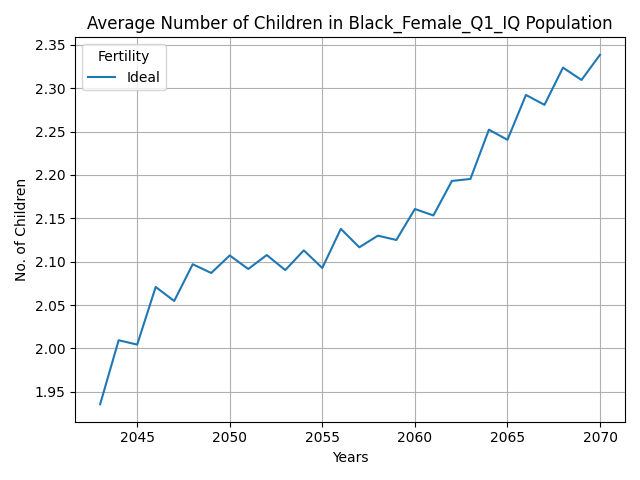 Average Number of Children in Black_Female_Q1_IQ Population
Fertility
Ideal
No. of Children
2.35
2.30
2.25
2.20
2.15
2.10
2.05
2.00
1.95
2045 2050 2055 2060 2065 2070
Years